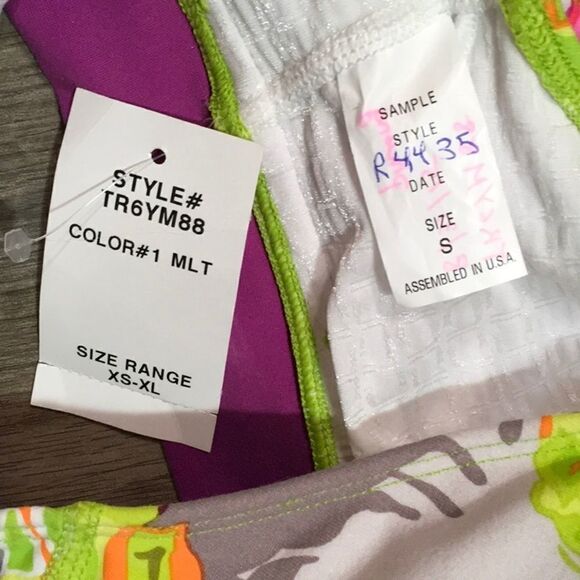 STYLE#
TR6YM88
COLOR#1 MLT
SIZE RANGE
XS-XL
SAMPLE
STYLE
R4435
DATE
SIZE
S
ASSEMBLED IN U.S.A.